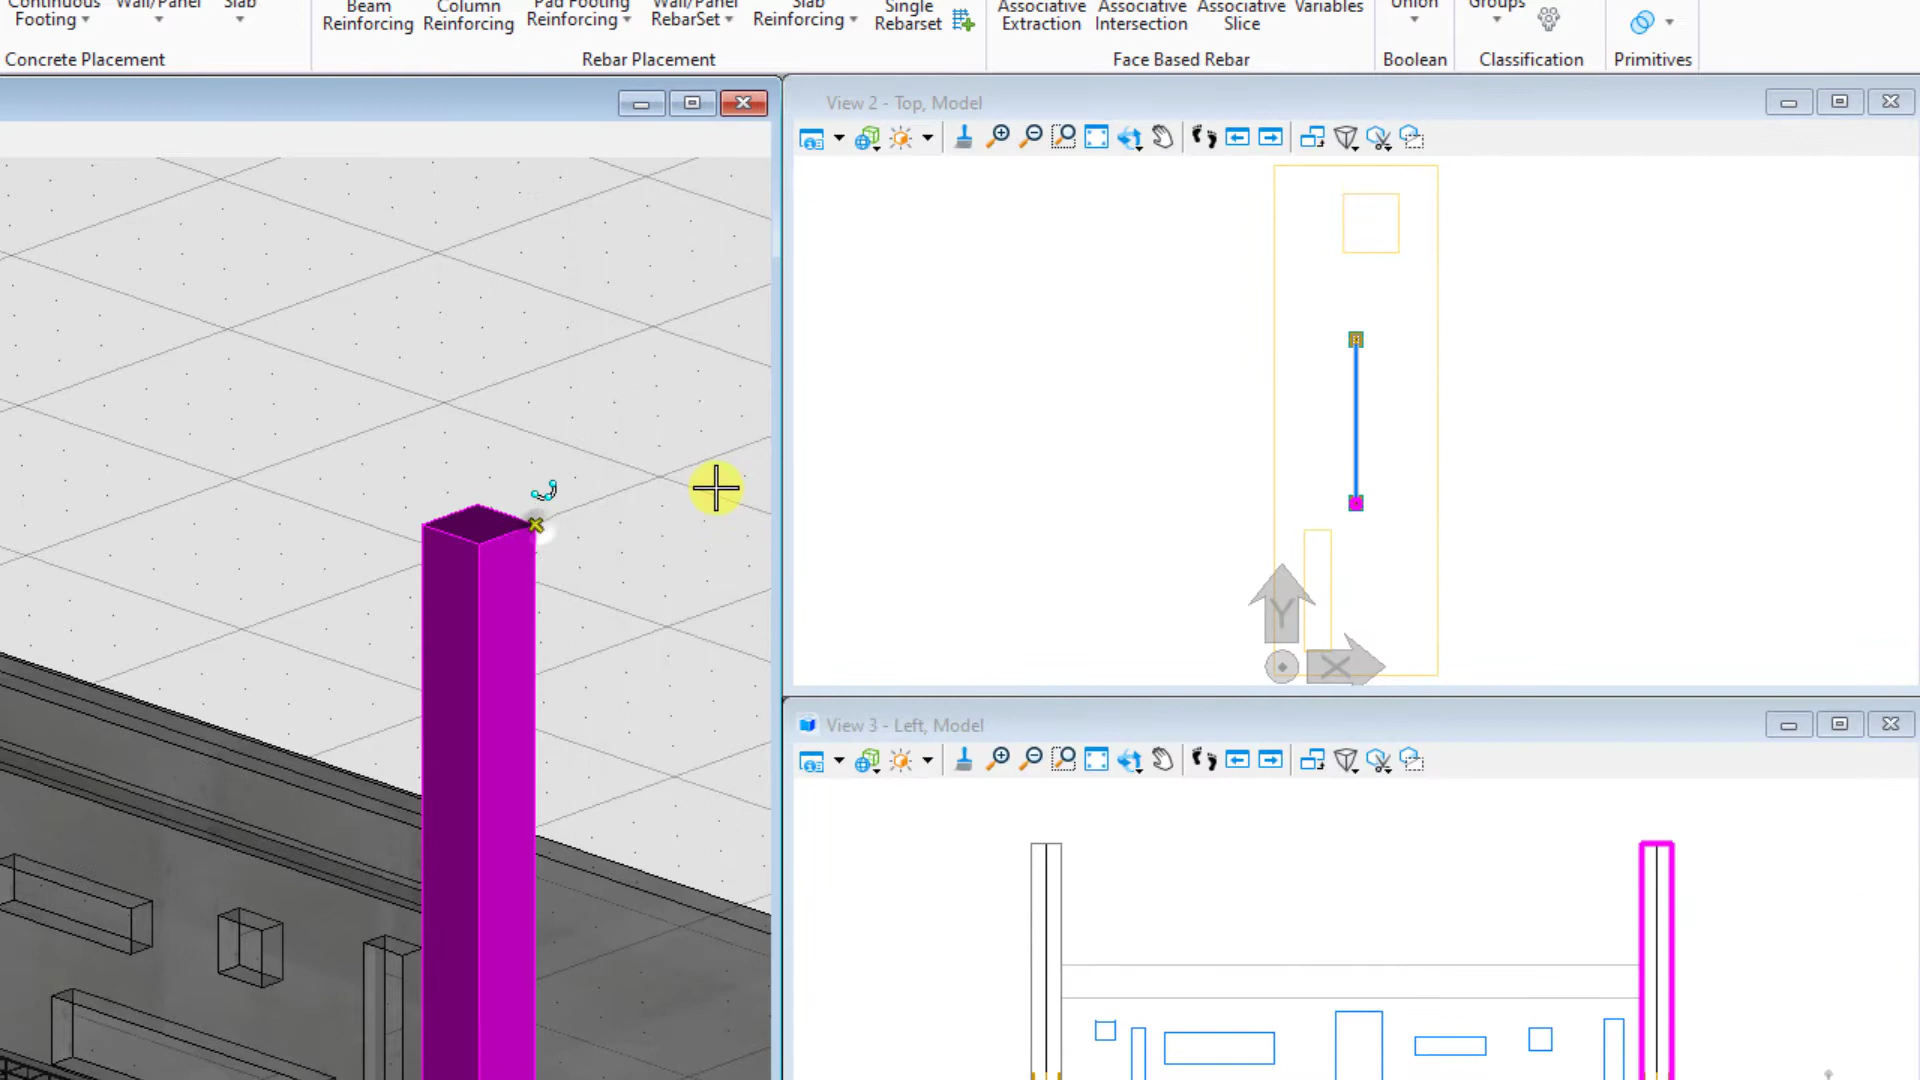 Continuous Wall/Panel Slab
Footing
Concrete Placement
Beam Column Pad Footing Wall/Panel Slab Single
Reinforcing Reinforcing Reinforcing RebarSet Reinforcing Rebarset
Rebar Placement
Associative Associative Associative Variables
Extraction Intersection Slice
Face Based Rebar
Union
Boolean
Groups
Classification
Primitives
View 2 - Top, Model
Y
X
View 3 - Left, Model